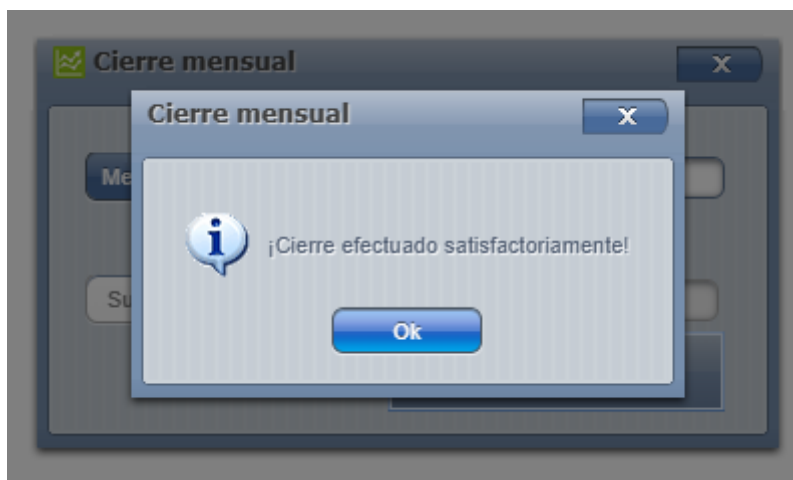 Cierre mensual
X
Cierre mensual
X
¡Cierre efectuado satisfactoriamente!
Ok